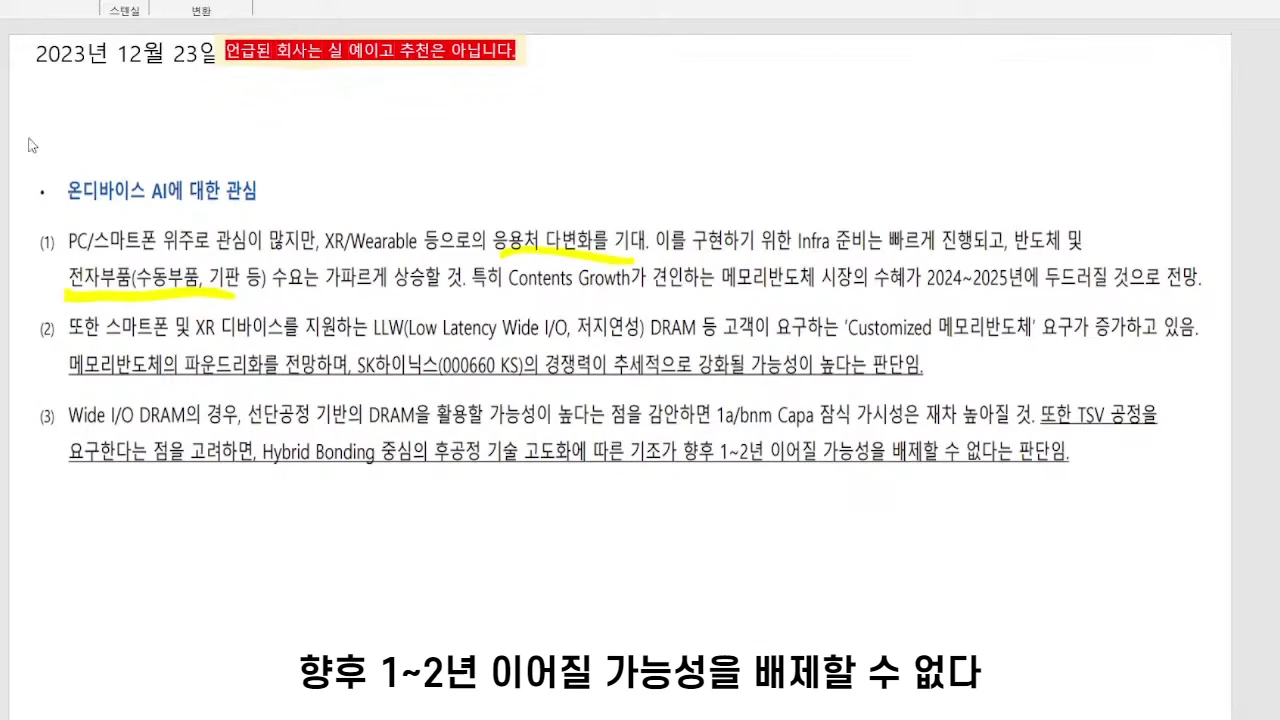 스텐실 변환
2023년 12월 23일 언급된 회사는 실 예이고 추천은 아닙니다.
• 온디바이스 AI에 대한 관심
(1) PC/스마트폰 위주로 관심이 많지만, XR/Wearable 등으로의 응용처 다변화를 기대. 이를 구현하기 위한 Infra 준비는 빠르게 진행되고, 반도체 및
전자부품(수동부품, 기판 등) 수요는 가파르게 상승할 것. 특히 Contents Growth가 견인하는 메모리반도체 시장의 수혜가 2024~2025년에 두드러질 것으로 전망.
(2) 또한 스마트폰 및 XR 디바이스를 지원하는 LLW(Low Latency Wide I/O, 저지연성) DRAM 등 고객이 요구하는 'Customized 메모리반도체' 요구가 증가하고 있음.
메모리반도체의 파운드리화를 전망하며, SK하이닉스(000660 KS)의 경쟁력이 추세적으로 강화될 가능성이 높다는 판단임.
(3) Wide I/O DRAM의 경우, 선단공정 기반의 DRAM을 활용할 가능성이 높다는 점을 감안하면 1a/bnm Capa 잠식 가시성은 재차 높아질 것. 또한 TSV 공정을
요구한다는 점을 고려하면, Hybrid Bonding 중심의 후공정 기술 고도화에 따른 기조가 향후 1~2년 이어질 가능성을 배제할 수 없다는 판단임.
향후 1~2년 이어질 가능성을 배제할 수 없다